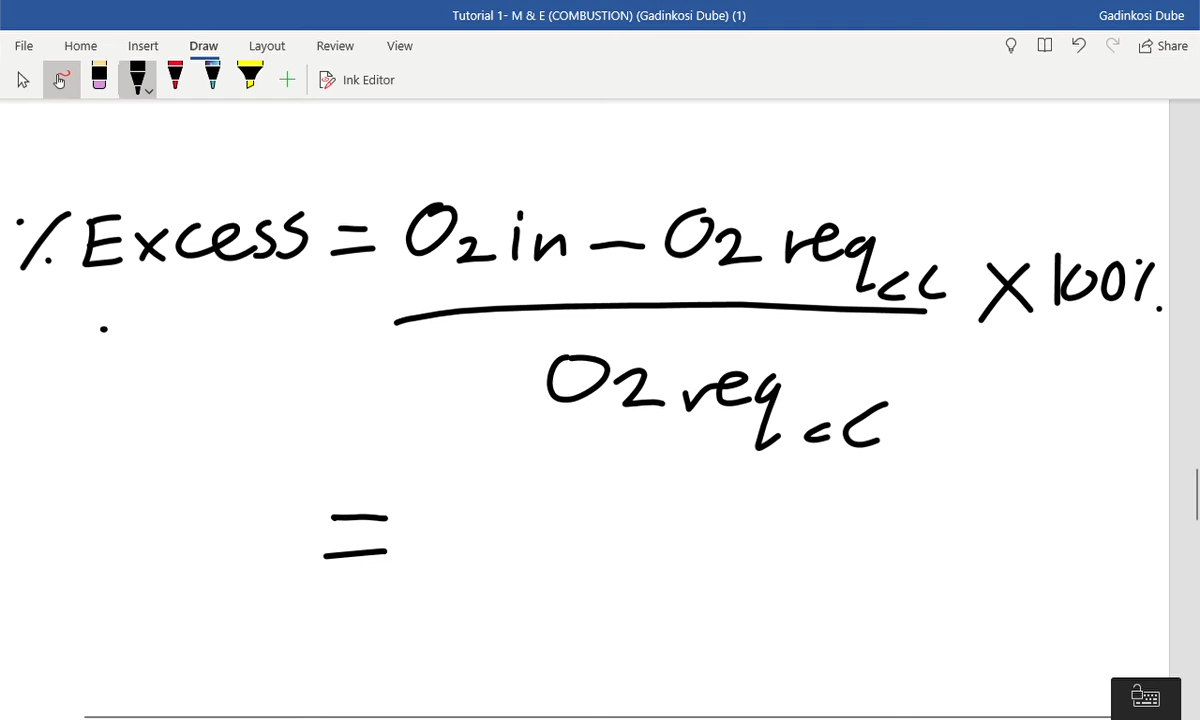 Tutorial 1- M & E (COMBUSTION) (Gadinkosi Dube) (1)
Gadinkosi Dube
File Home Insert Draw Layout Review View
Share
Ink Editor
% Excess = O2 in - O2 req cc X 100%
O2 req cc
=